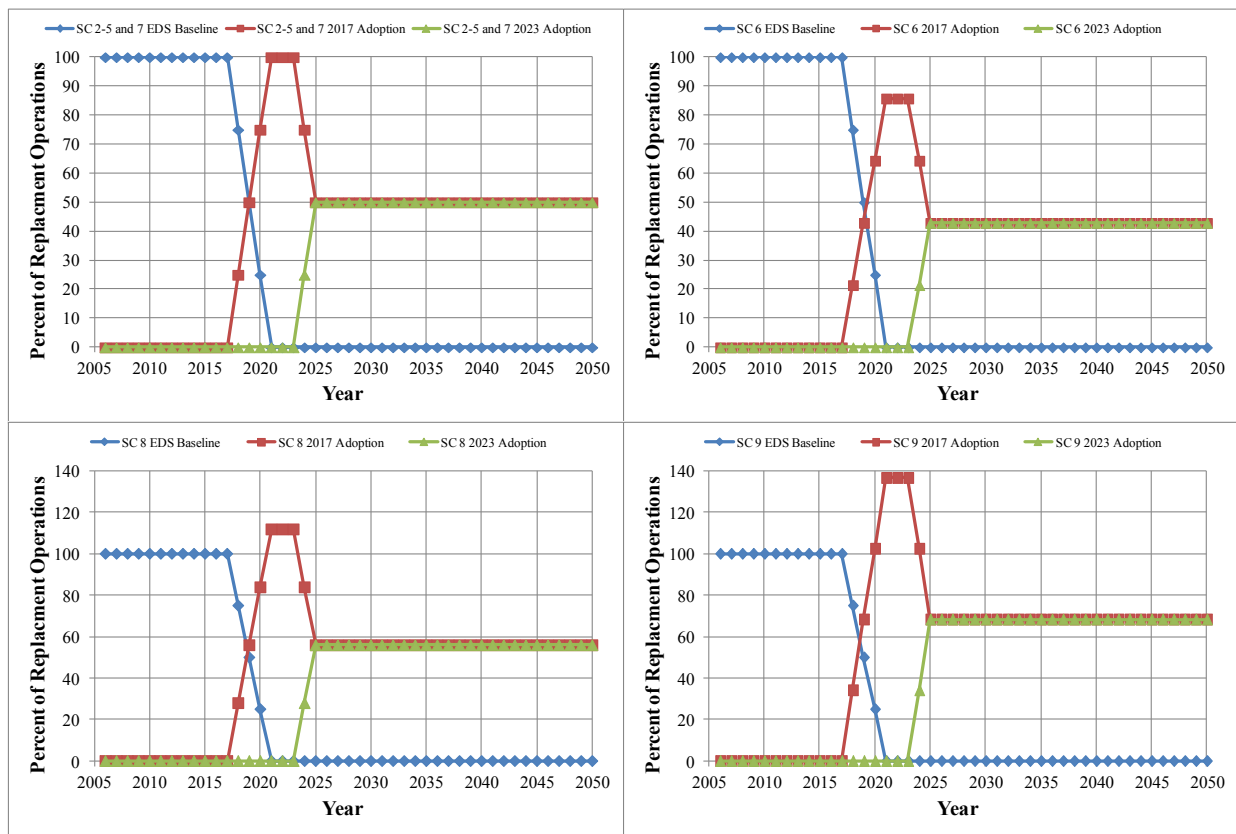 SC 2-5 and 7 EDS Baseline SC 2-5 and 7 2017 Adoption SC 2-5 and 7 2023 Adoption
100
90
80
70
60
50
40
30
20
10
0
Percent of Replacment Operations
2005 2010 2015 2020 2025 2030 2035 2040 2045 2050
Year
SC 6 EDS Baseline SC 6 2017 Adoption SC 6 2023 Adoption
100
90
80
70
60
50
40
30
20
10
0
Percent of Replacment Operations
2005 2010 2015 2020 2025 2030 2035 2040 2045 2050
Year
SC 8 EDS Baseline SC 8 2017 Adoption SC 8 2023 Adoption
140
120
100
80
60
40
20
0
Percent of Replacment Operations
2005 2010 2015 2020 2025 2030 2035 2040 2045 2050
Year
SC 9 EDS Baseline SC 9 2017 Adoption SC 9 2023 Adoption
140
120
100
80
60
40
20
0
Percent of Replacment Operations
2005 2010 2015 2020 2025 2030 2035 2040 2045 2050
Year